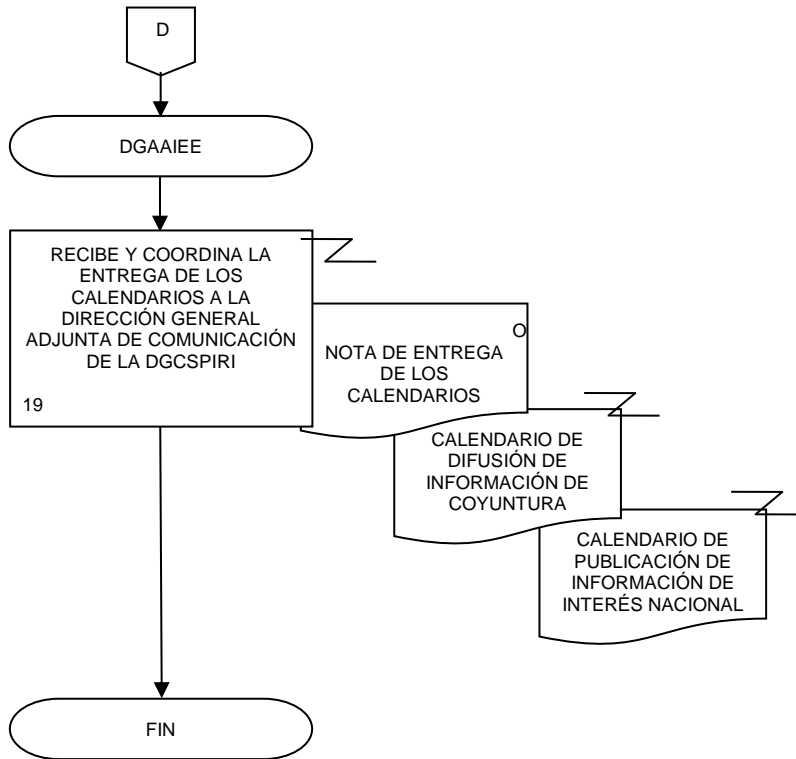 D
DGAAIEE
RECIBE Y COORDINA LA
ENTREGA DE LOS
CALENDARIOS A LA
DIRECCIÓN GENERAL
ADJUNTA DE COMUNICACIÓN
DE LA DGCSPIRI
19
O
NOTA DE ENTREGA
DE LOS
CALENDARIOS
CALENDARIO DE
DIFUSIÓN DE
INFORMACIÓN DE
COYUNTURA
CALENDARIO DE
PUBLICACIÓN DE
INFORMACIÓN DE
INTERÉS NACIONAL
FIN